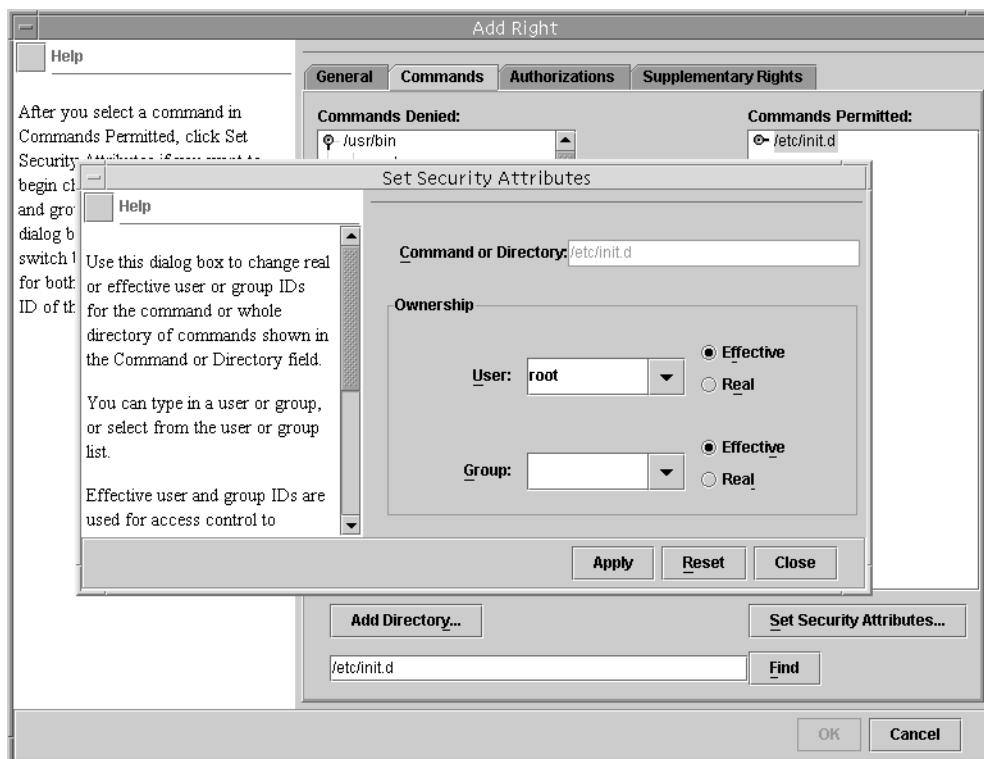 Add Right
Help
After you select a command in
Commands Permitted, click Set
Security Attributes if you want to
begin
and
dialog
switch
for both
ID of
General
Commands
Authorizations
Supplementary Rights
Commands Denied:
/usr/bin
Commands Permitted:
/etc/init.d
Set Security Attributes
Help
Use this dialog box to change real
or effective user or group IDs
for the command or whole
directory of commands shown in
the Command or Directory field.
You can type in a user or group,
or select from the user or group
list.
Effective user and group IDs are
used for access control to
Command or Directory: /etc/init.d
Ownership
User: root
Effective
Real
Group:
Effective
Real
Apply
Reset
Close
Add Directory...
Set Security Attributes...
/etc/init.d
Find
OK
Cancel